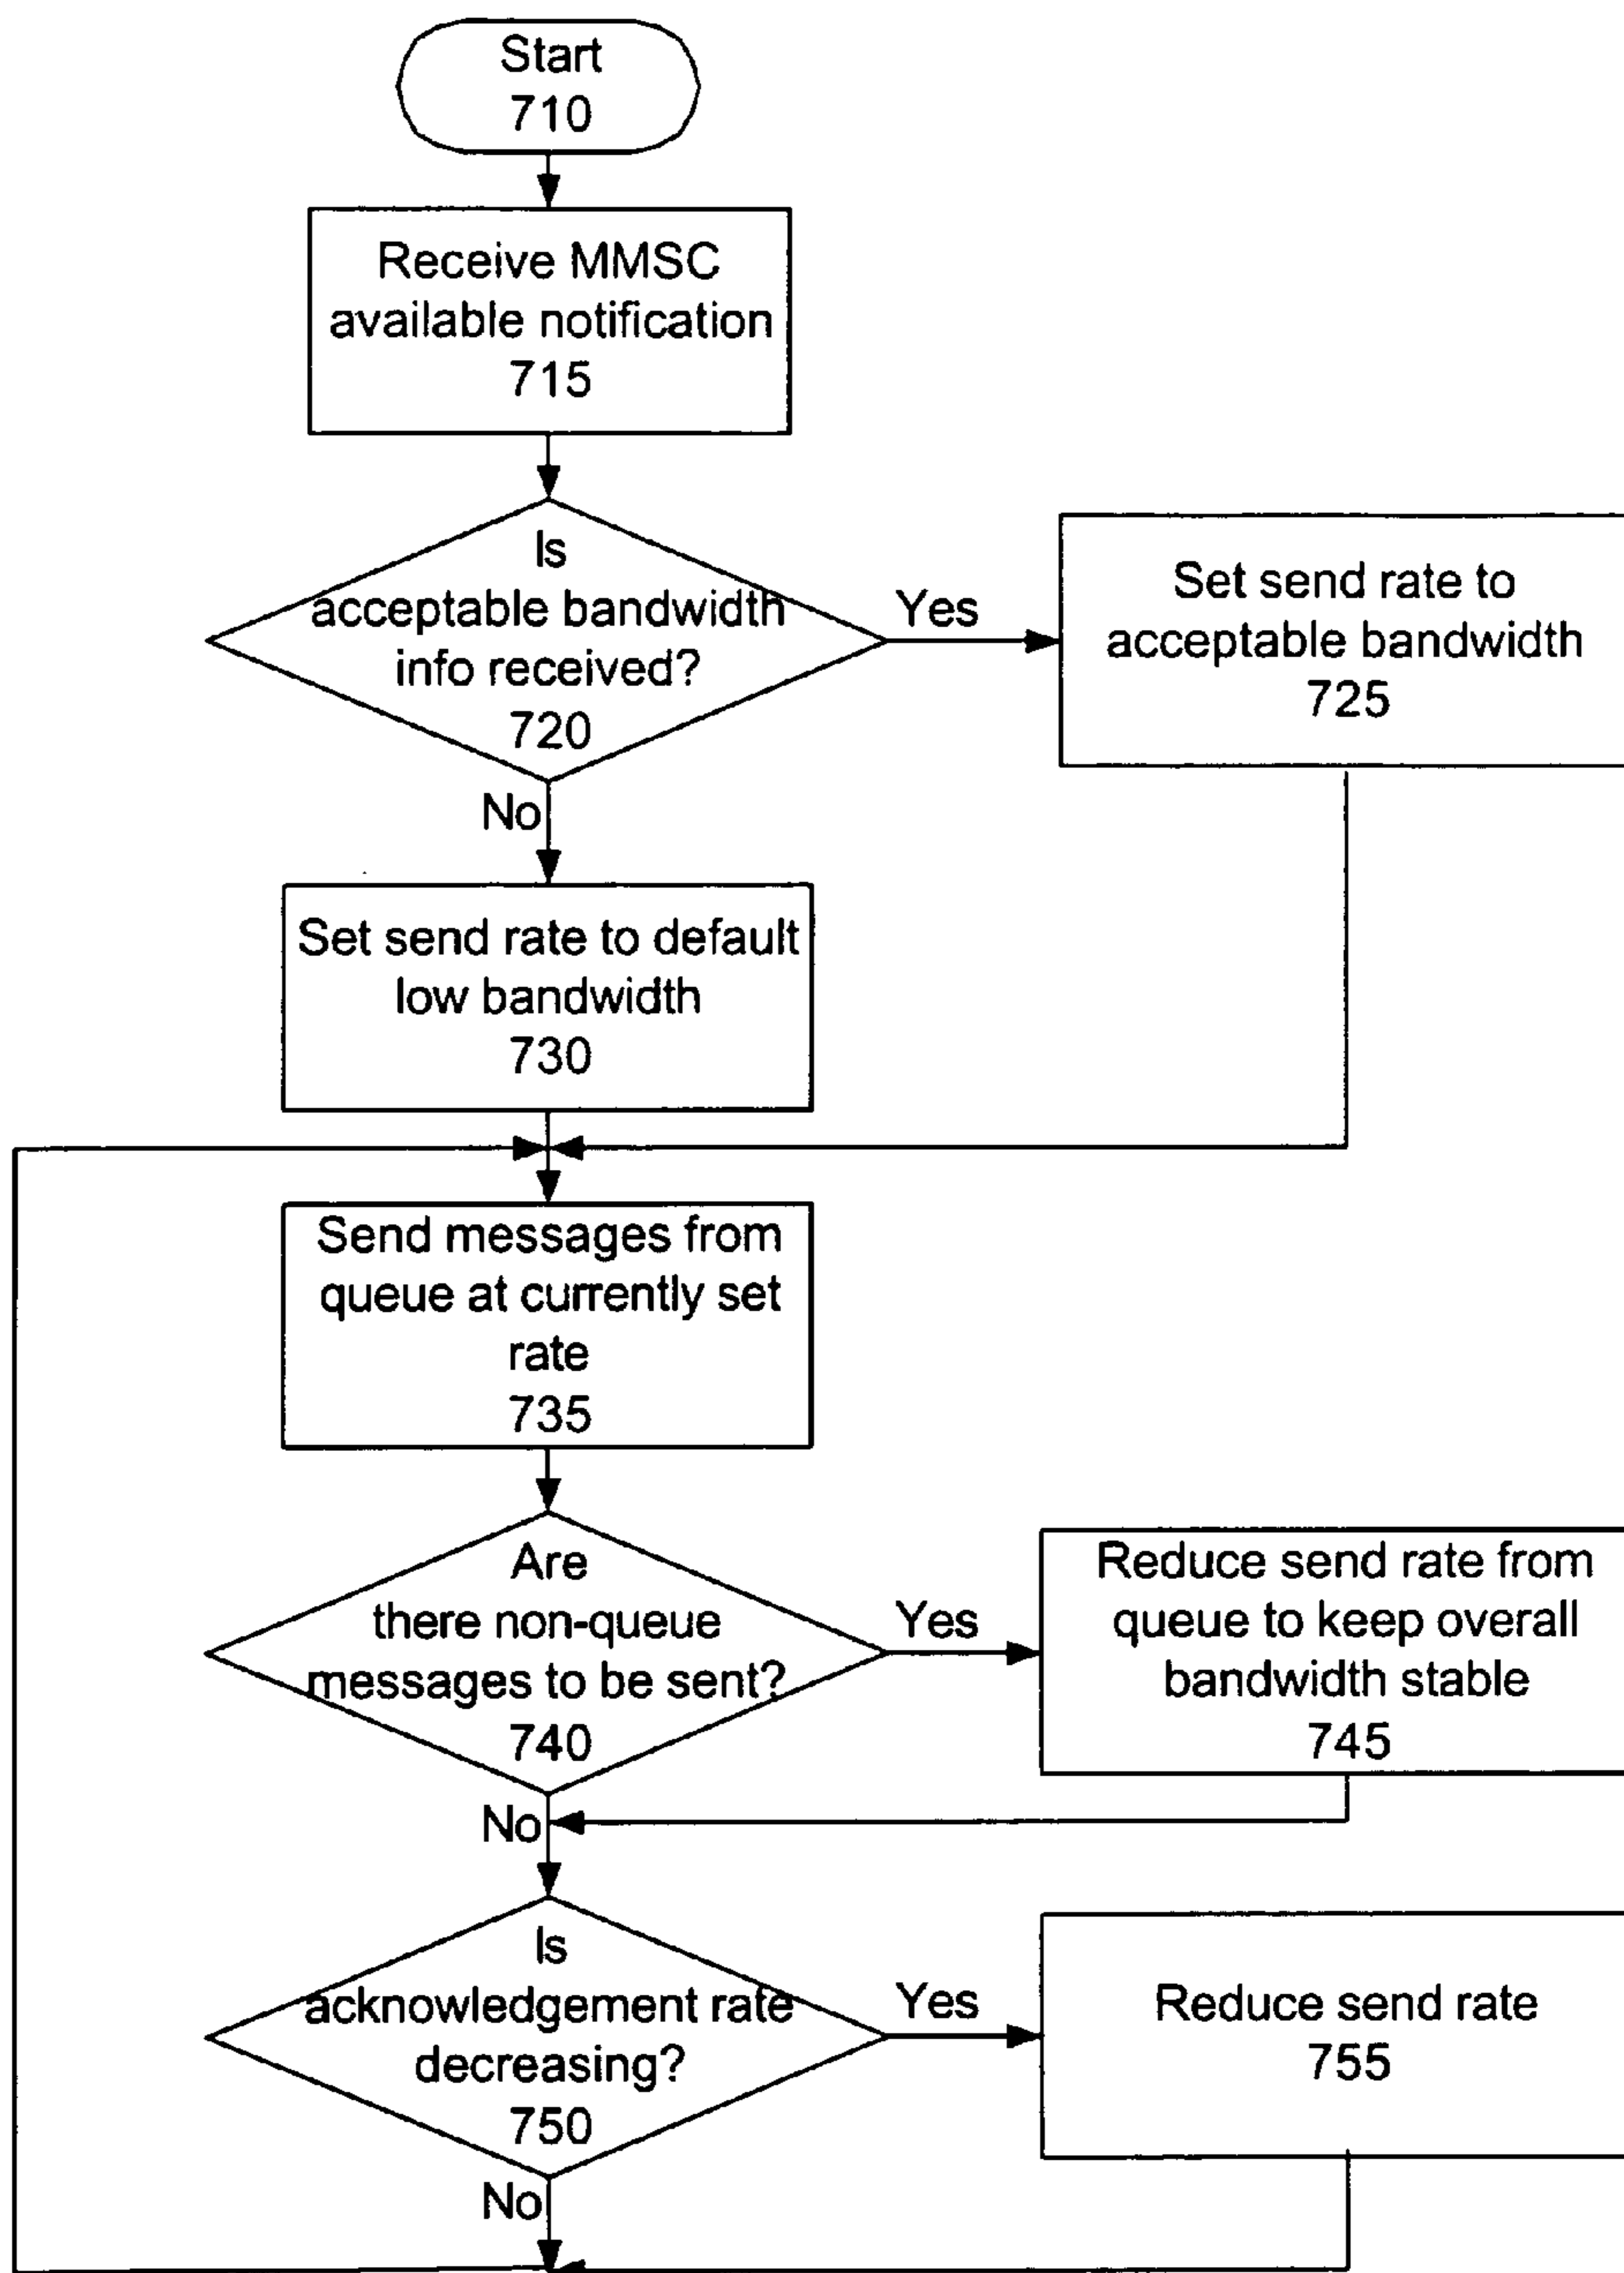 Start
710
Receive MMSC
available notification
715
Is
acceptable bandwidth
info received?
720
Yes
Set send rate to
acceptable bandwidth
725
No
Set send rate to default
low bandwidth
730
Send messages from
queue at currently set
rate
735
Are
there non-queue
messages to be sent?
740
Yes
Reduce send rate from
queue to keep overall
bandwidth stable
745
No
Is
acknowledgement rate
decreasing?
750
Yes
Reduce send rate
755
No